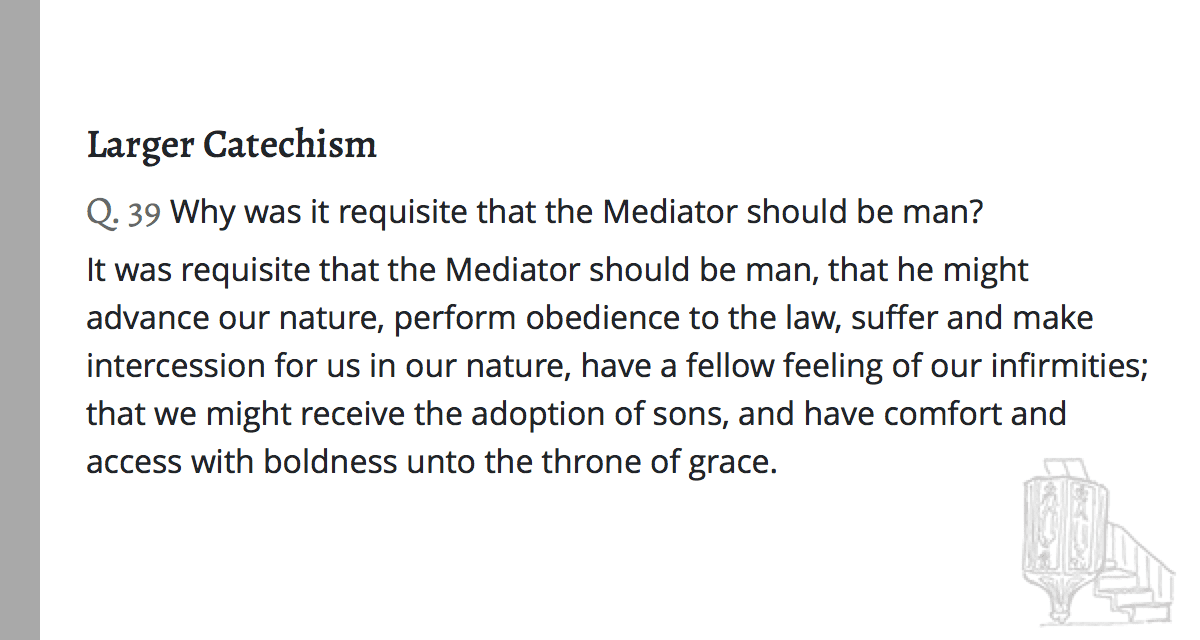 Larger Catechism
Q. 39 Why was it requisite that the Mediator should be man?
It was requisite that the Mediator should be man, that he might
advance our nature, perform obedience to the law, suffer and make
intercession for us in our nature, have a fellow feeling of our infirmities;
that we might receive the adoption of sons, and have comfort and
access with boldness unto the throne of grace.